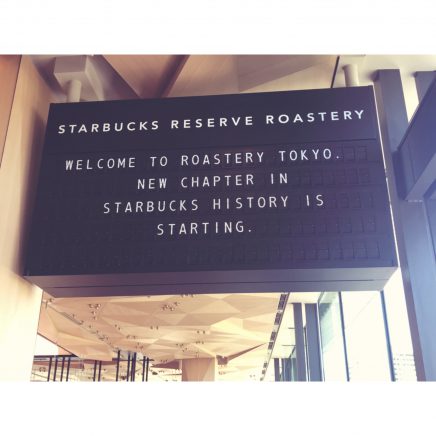 STARBUCKS RESERVE ROASTERY
WELCOME TO ROASTERY TOKYO.
NEW CHAPTER IN
STARBUCKS HISTORY IS
STARTING.